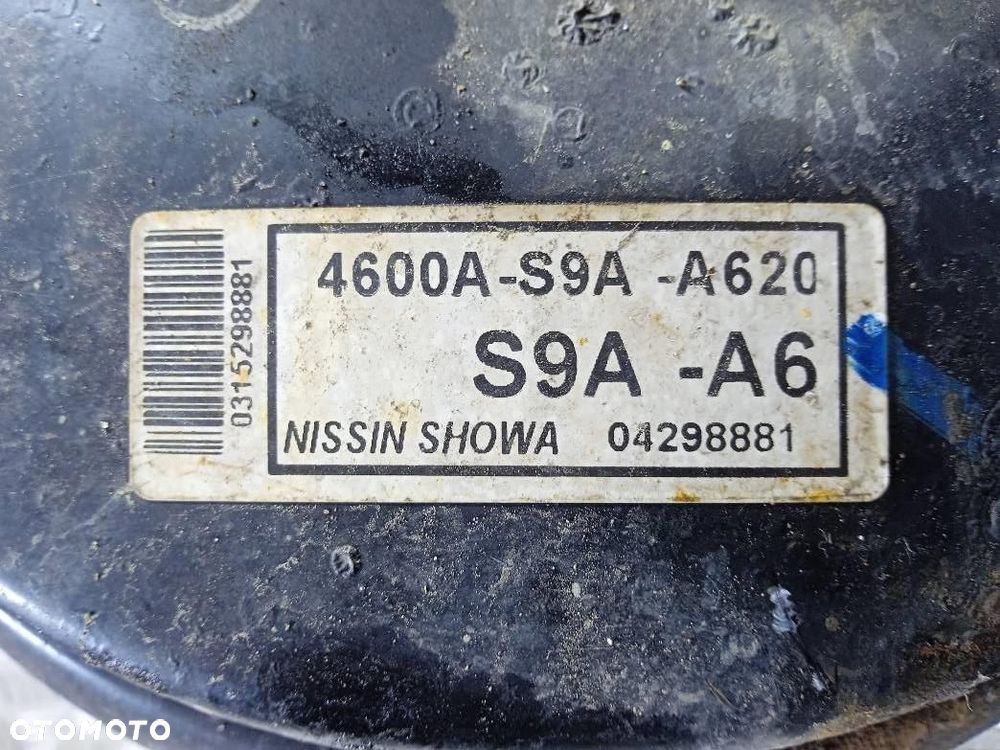 0315298881
4600A-S9A -A620
S9A -A6
NISSIN SHOWA 04298881
OTOMOTO